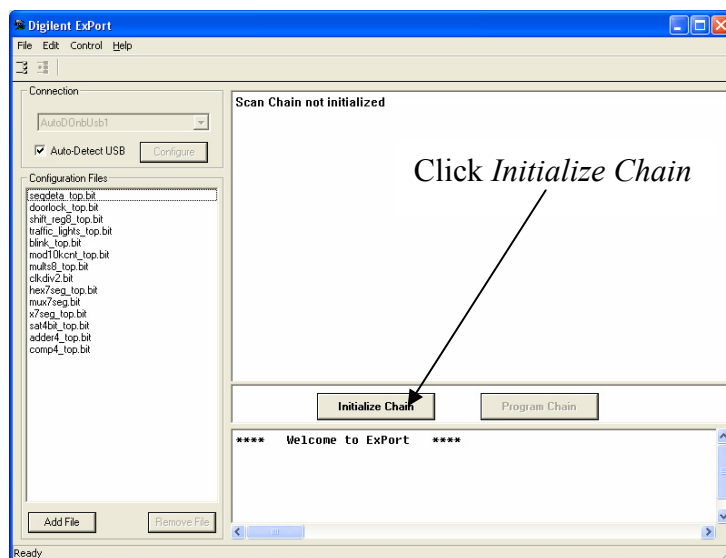 Digilent ExPort
File Edit Control Help
Connection
AutoDOnbUsb1
Auto-Detect USB
Configure
Configuration Files
seqdeta_top.bit
doorlock_top.bit
shift_reg8_top.bit
traffic_lights_top.bit
blink_top.bit
mod10kcnt_top.bit
mults8_top.bit
clkdiv2.bit
hex7seg_top.bit
mux7seg.bit
x7seg_top.bit
sat4bit_top.bit
adder4_top.bit
comp4_top.bit
Add File
Remove File
Scan Chain not initialized
Click Initialize Chain
Initialize Chain
Program Chain
**** Welcome to ExPort ****
Ready